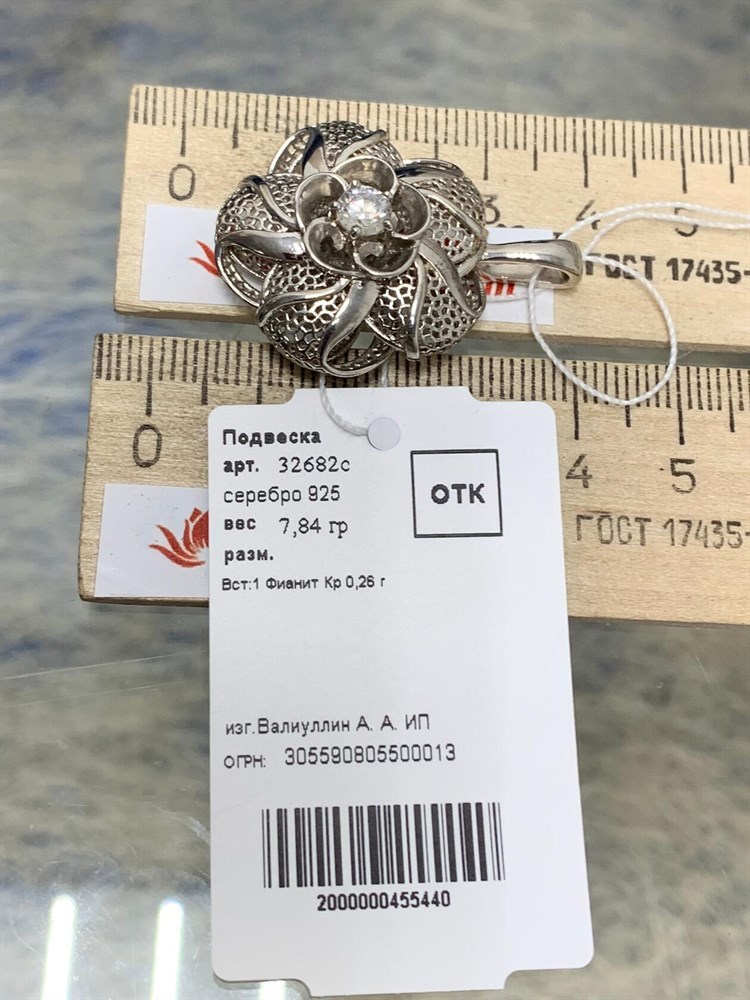 0
3
4
5
ГОСТ 17435-
0
4
5
ГОСТ 17435-
Подвеска
арт. 32682с
серебро 925
ОТК
вес 7,84 гр
разм.
Вст:1 Фианит Кр 0,26 г
изг.Валиуллин А. А. ИП
ОГРН: 305590805500013
2000000455440